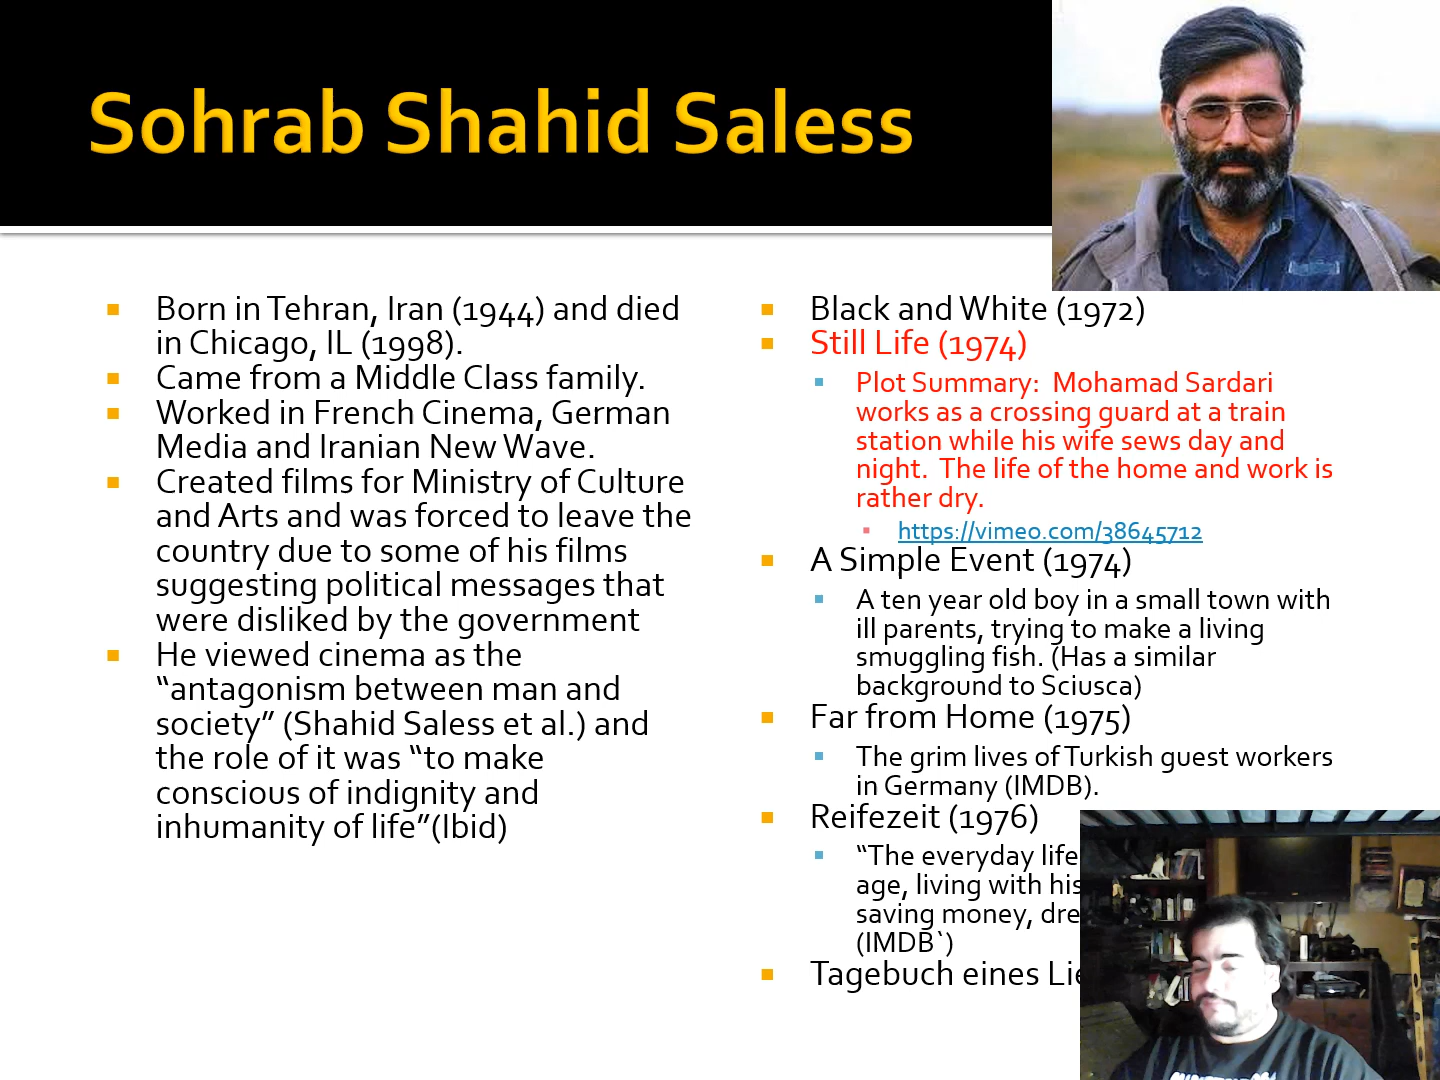 Sohrab Shahid Saless
Born in Tehran, Iran (1944) and died
in Chicago, IL (1998).
Came from a Middle Class family.
Worked in French Cinema, German
Media and Iranian New Wave.
Created films for Ministry of Culture
and Arts and was forced to leave the
country due to some of his films
suggesting political messages that
were disliked by the government
He viewed cinema as the
“antagonism between man and
society” (Shahid Saless et al.) and
the role of it was “to make
conscious of indignity and
inhumanity of life”(Ibid)
Black and White (1972)
Still Life (1974)
Plot Summary: Mohamad Sardari
works as a crossing guard at a train
station while his wife sews day and
night. The life of the home and work is
rather dry.
https://vimeo.com/38645712
A Simple Event (1974)
A ten year old boy in a small town with
ill parents, trying to make a living
smuggling fish. (Has a similar
background to Sciusca)
Far from Home (1975)
The grim lives of Turkish guest workers
in Germany (IMDB).
Reifezeit (1976)
“The everyday life
age, living with his
saving money, dre
(IMDB`)
Tagebuch eines Lie